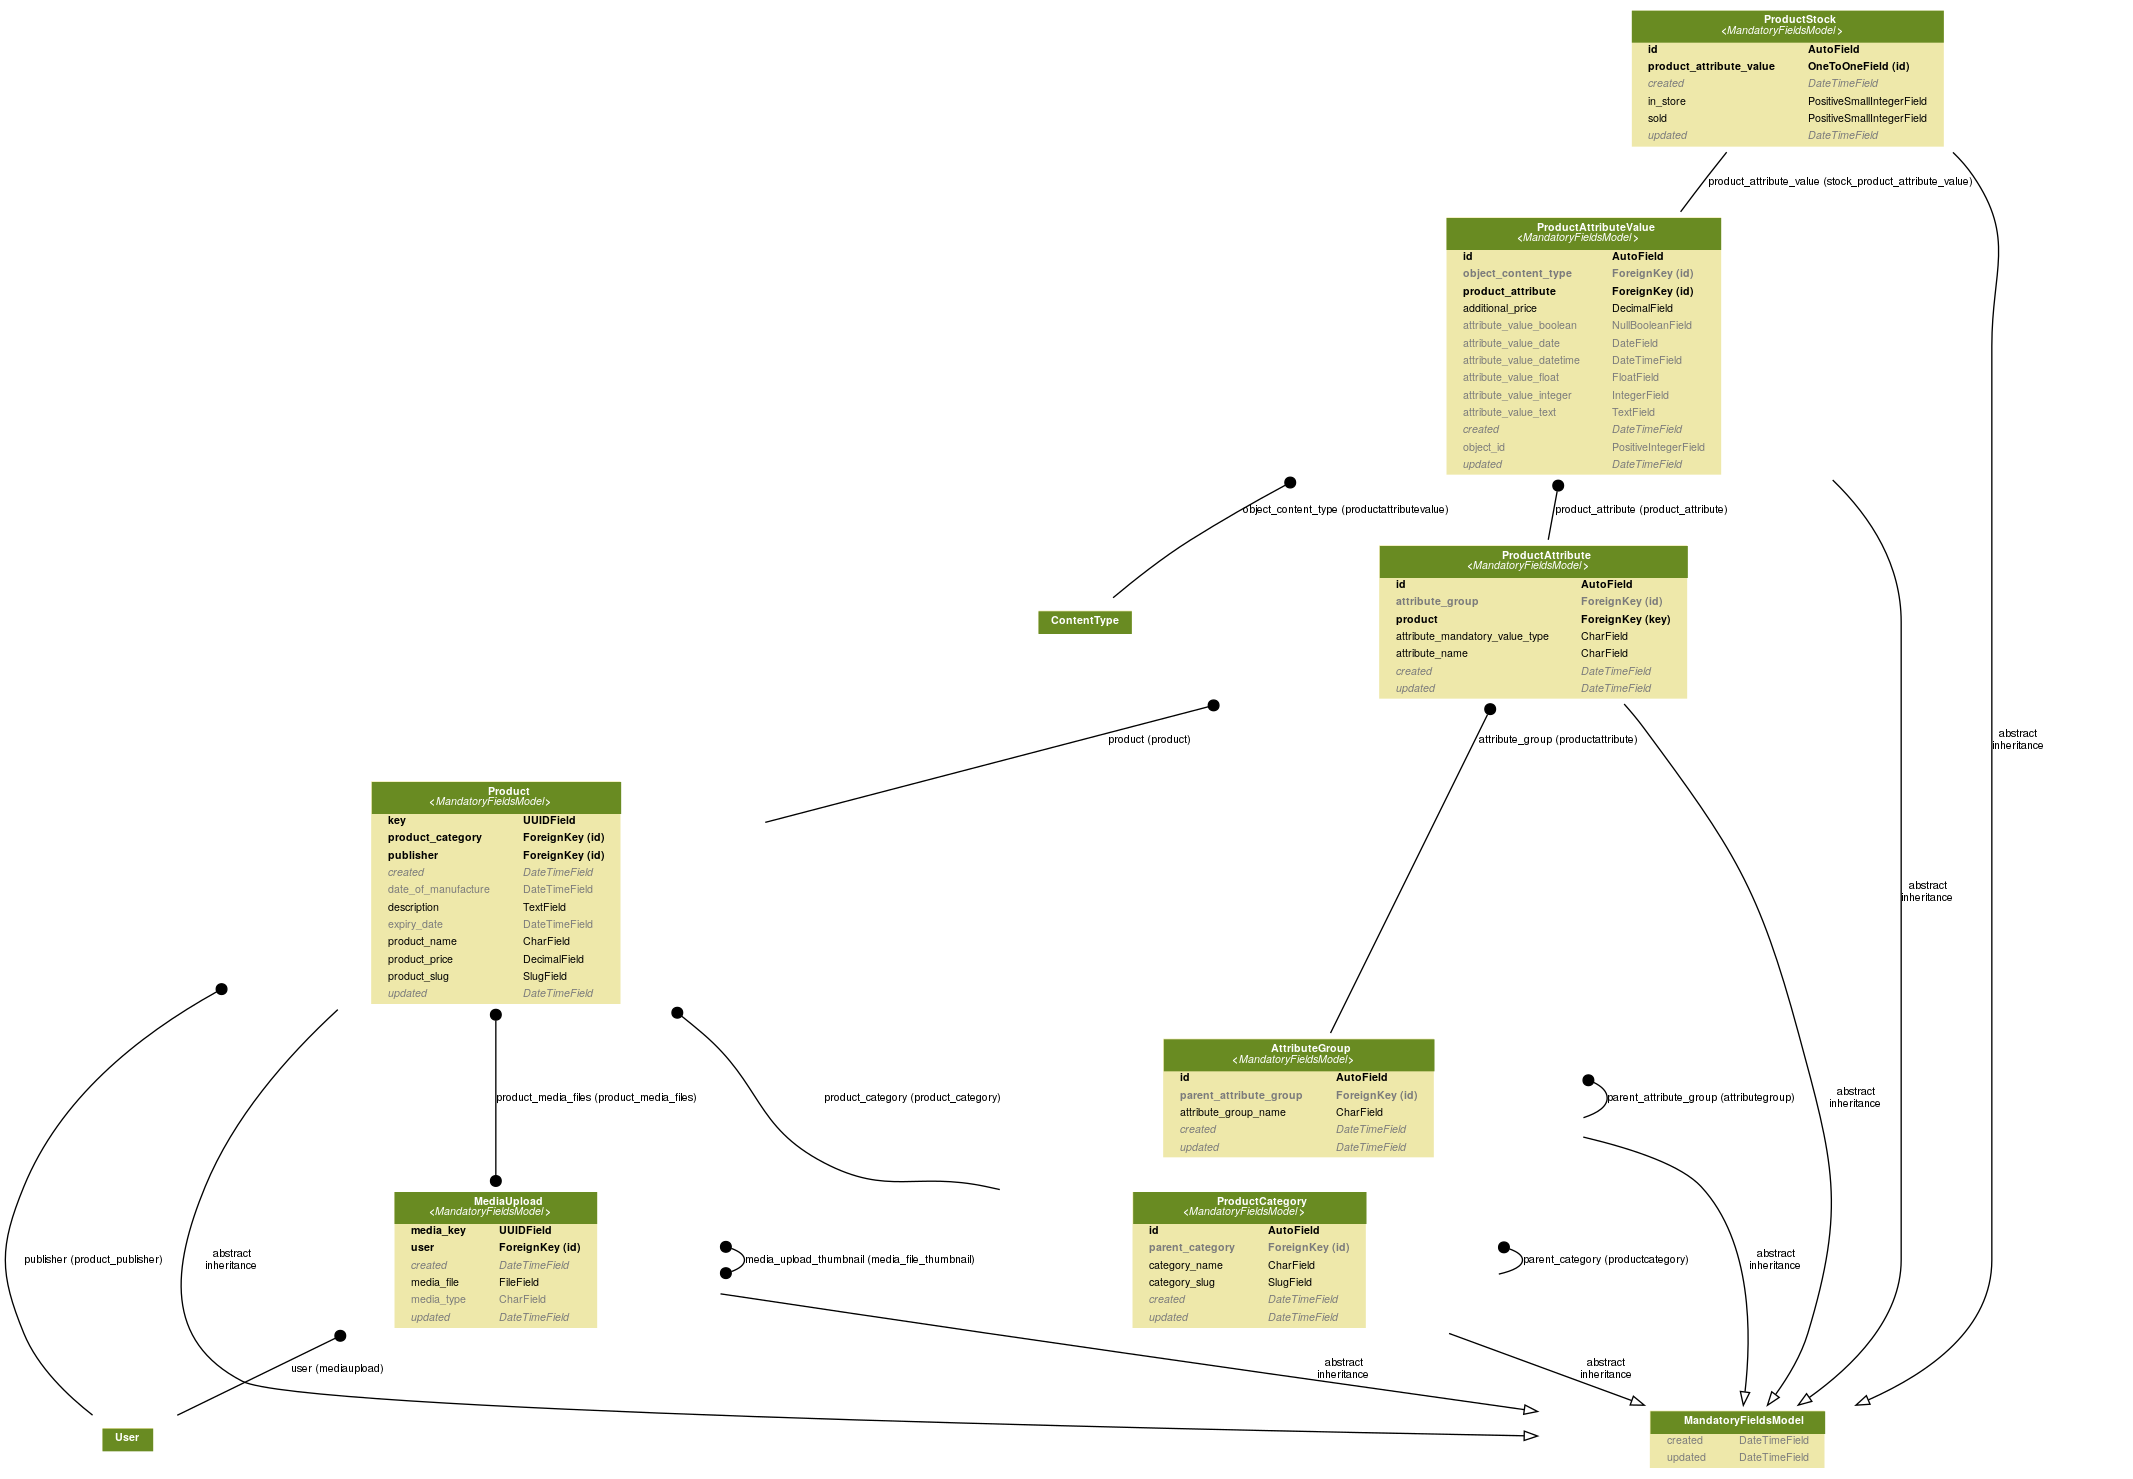 ProductStock
<MandatoryFieldsModel>
id AutoField
product_attribute_value OneToOneField (id)
created DateTimeField
in_store PositiveSmallIntegerField
sold PositiveSmallIntegerField
updated DateTimeField
product_attribute_value (stock_product_attribute_value)
ProductAttributeValue
<MandatoryFieldsModel>
id AutoField
object_content_type ForeignKey (id)
product_attribute ForeignKey (id)
additional_price DecimalField
attribute_value_boolean NullBooleanField
attribute_value_date DateField
attribute_value_datetime DateTimeField
attribute_value_float FloatField
attribute_value_integer IntegerField
attribute_value_text TextField
created DateTimeField
object_id PositiveIntegerField
updated DateTimeField
object_content_type (productattributevalue)
product_attribute (product_attribute)
ContentType
ProductAttribute
<MandatoryFieldsModel>
id AutoField
attribute_group ForeignKey (id)
product ForeignKey (key)
attribute_mandatory_value_type CharField
attribute_name CharField
created DateTimeField
updated DateTimeField
product (product)
attribute_group (productattribute)
abstract
inheritance
Product
<MandatoryFieldsModel>
key UUIDField
product_category ForeignKey (id)
publisher ForeignKey (id)
created DateTimeField
date_of_manufacture DateTimeField
description TextField
expiry_date DateTimeField
product_name CharField
product_price DecimalField
product_slug SlugField
updated DateTimeField
abstract
inheritance
AttributeGroup
<MandatoryFieldsModel>
id AutoField
parent_attribute_group ForeignKey (id)
attribute_group_name CharField
created DateTimeField
updated DateTimeField
product_media_files (product_media_files)
product_category (product_category)
parent_attribute_group (attributegroup)
abstract
inheritance
MediaUpload
<MandatoryFieldsModel>
media_key UUIDField
user ForeignKey (id)
created DateTimeField
media_file FileField
media_type CharField
updated DateTimeField
ProductCategory
<MandatoryFieldsModel>
id AutoField
parent_category ForeignKey (id)
category_name CharField
category_slug SlugField
created DateTimeField
updated DateTimeField
publisher (product_publisher)
abstract
inheritance
media_upload_thumbnail (media_file_thumbnail)
parent_category (productcategory)
abstract
inheritance
user (mediaupload)
abstract
inheritance
abstract
inheritance
User
MandatoryFieldsModel
created DateTimeField
updated DateTimeField